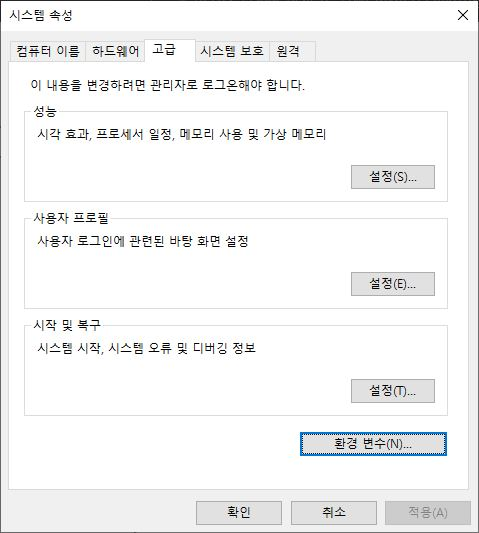 시스템 속성
컴퓨터 이름 하드웨어 고급 시스템 보호 원격
이 내용을 변경하려면 관리자로 로그온해야 합니다.
성능
시각 효과, 프로세서 일정, 메모리 사용 및 가상 메모리
설정(S)...
사용자 프로필
사용자 로그인에 관련된 바탕 화면 설정
설정(E)...
시작 및 복구
시스템 시작, 시스템 오류 및 디버깅 정보
설정(T)...
환경 변수(N)...
확인 취소 적용(A)